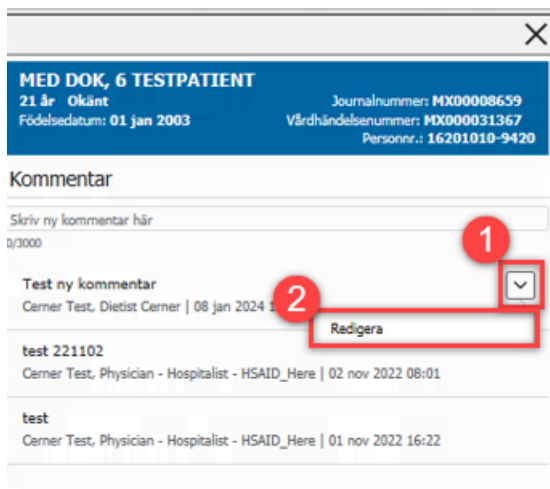 MED DOK, 6 TESTPATIENT
21 år Okänt
Journalnummer: MX00008659
Födelsedatum: 01 jan 2003
Vårdhändelsenummer: MX000031367
Personnr.: 16201010-9420
Kommentar
Skriv ny kommentar här
0/3000
1
Test ny kommentar
Cerner Test, Dietist Cerner | 08 jan 2024
2
Redigera
test 221102
Cerner Test, Physician - Hospitalist - HSAID_Here | 02 nov 2022 08:01
test
Cerner Test, Physician - Hospitalist - HSAID_Here | 01 nov 2022 16:22